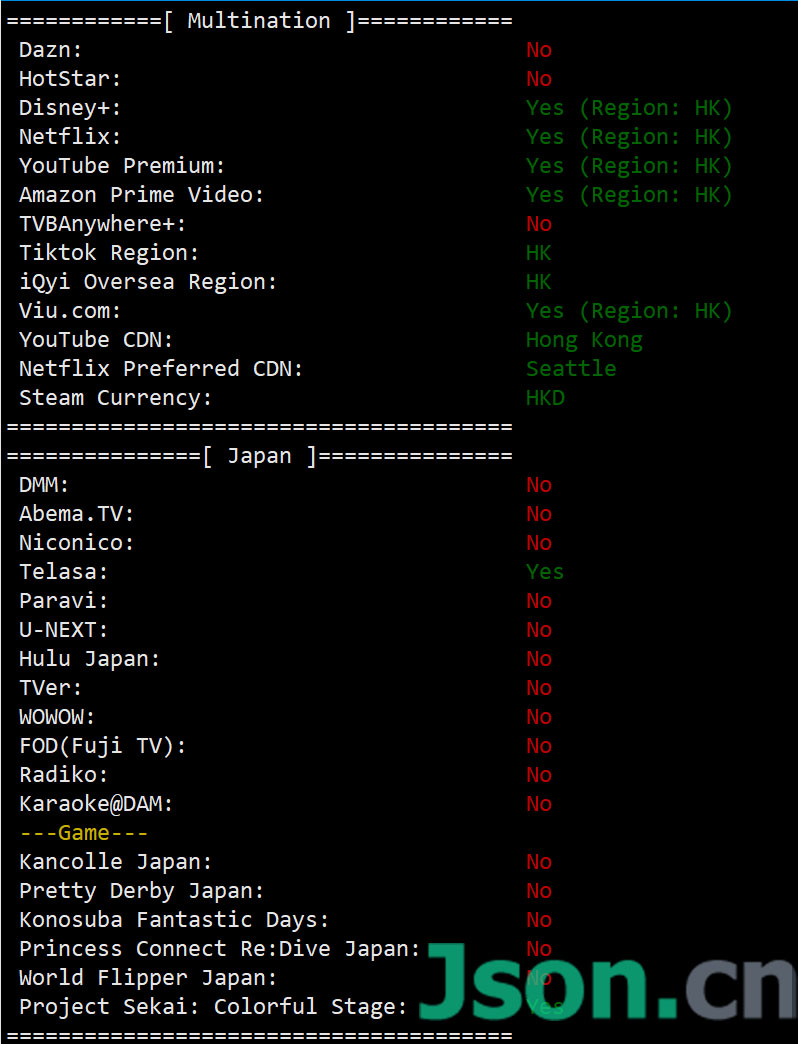 ============[ Multination ]============
Dazn: No
HotStar: No
Disney+: Yes (Region: HK)
Netflix: Yes (Region: HK)
YouTube Premium: Yes (Region: HK)
Amazon Prime Video: Yes (Region: HK)
TVBAnywhere+: No
Tiktok Region: HK
iQyi Oversea Region: HK
Viu.com: Yes (Region: HK)
YouTube CDN: Hong Kong
Netflix Preferred CDN: Seattle
Steam Currency: HKD
=======================================
===============[ Japan ]===============
DMM: No
Abema.TV: No
Niconico: No
Telasa: Yes
Paravi: No
U-NEXT: No
Hulu Japan: No
TVer: No
WOWOW: No
FOD(Fuji TV): No
Radiko: No
Karaoke@DAM: No
---Game---
Kancolle Japan: No
Pretty Derby Japan: No
Konosuba Fantastic Days: No
Princess Connect Re:Dive Japan: No
World Flipper Japan: No
Project Sekai: Colorful Stage: Yes
=======================================
Json.cn